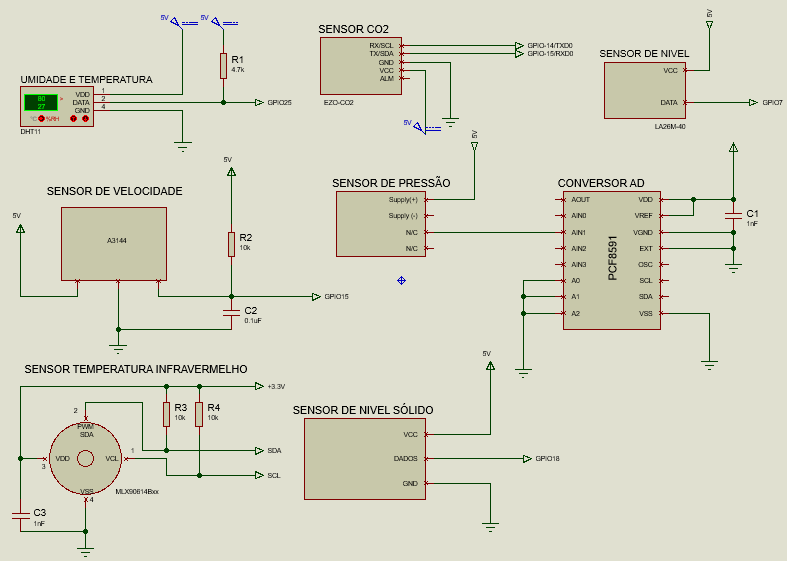 UMIDADE E TEMPERATURA
5V
5V
R1
4.7k
VDD
1
DATA
2
GND
4
GPIO25
°C
%RH
DHT11
SENSOR CO2
RX/SCL
TX/SDA
GND
VCC
ALM
GPIO-14/TXD0
GPIO-15/RXD0
EZO-CO2
5V
SENSOR DE NIVEL
5V
VCC
DATA
GPIO7
LA26M-40
SENSOR DE VELOCIDADE
5V
5V
A3144
R2
10k
GPIO15
C2
0.1uF
SENSOR DE PRESSÃO
5V
Supply(+)
Supply (-)
N/C
N/C
CONVERSOR AD
PCF8591
AOUT
AIN0
AIN1
AIN2
AIN3
A0
A1
A2
VDD
VREF
VGND
EXT
OSC
SCL
SDA
VSS
C1
1nF
SENSOR TEMPERATURA INFRAVERMELHO
+3.3V
R3
10k
R4
10k
2
PWM
SDA
VDD
3
VCL
1
VSS
4
SDA
SCL
MLX90614Bxx
C3
1nF
SENSOR DE NIVEL SÓLIDO
5V
VCC
DADOS
GND
GPIO18